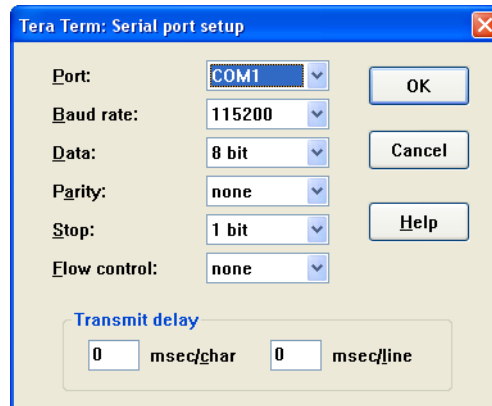 Tera Term: Serial port setup
Port: COM1
OK
Baud rate: 115200
Data: 8 bit
Cancel
Parity: none
Stop: 1 bit
Help
Flow control: none
Transmit delay
0 msec/char 0 msec/line